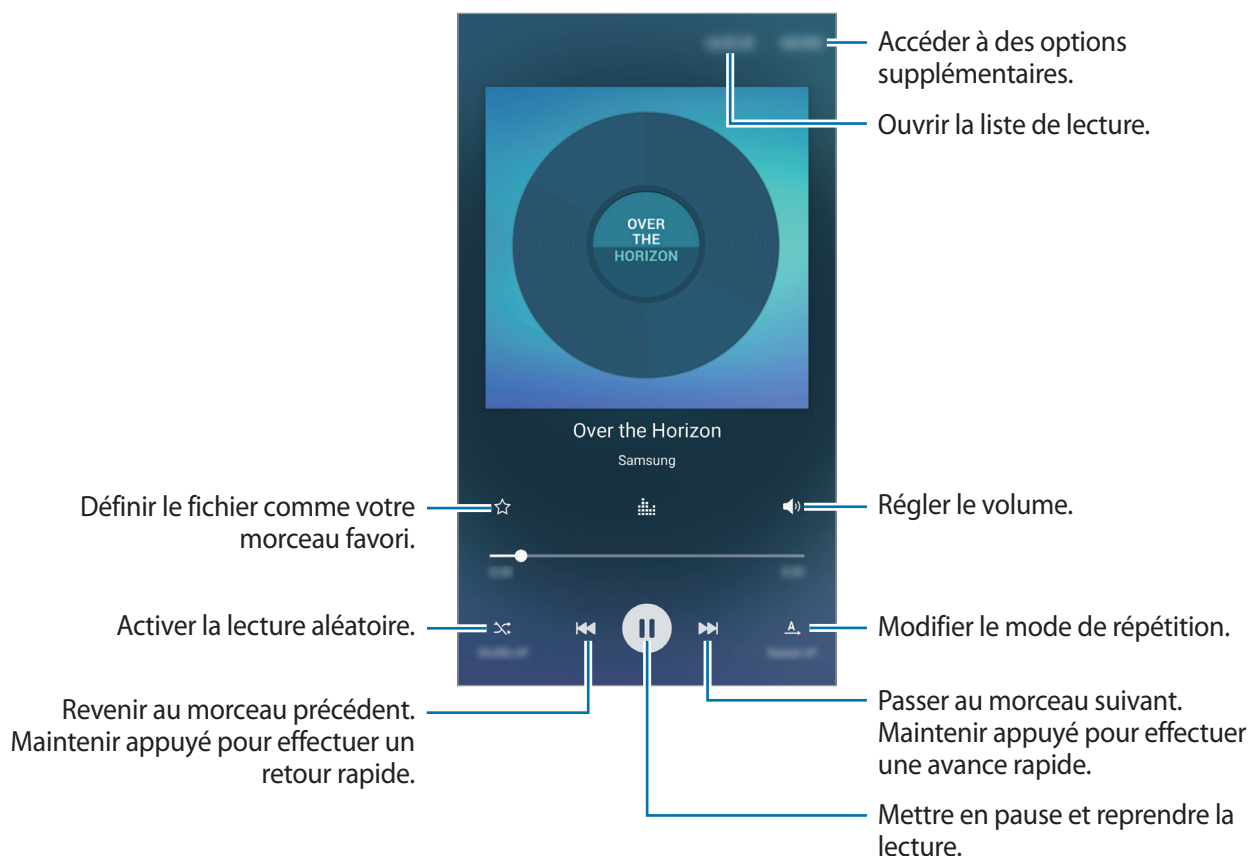 Accéder à des options
supplémentaires.
Ouvrir la liste de lecture.
OVER
THE
HORIZON
Over the Horizon
Samsung
Définir le fichier comme votre
morceau favori.
Régler le volume.
Activer la lecture aléatoire.
A
Modifier le mode de répétition.
Revenir au morceau précédent.
Maintenir appuyé pour effectuer un
retour rapide.
Passer au morceau suivant.
Maintenir appuyé pour effectuer
une avance rapide.
Mettre en pause et reprendre la
lecture.